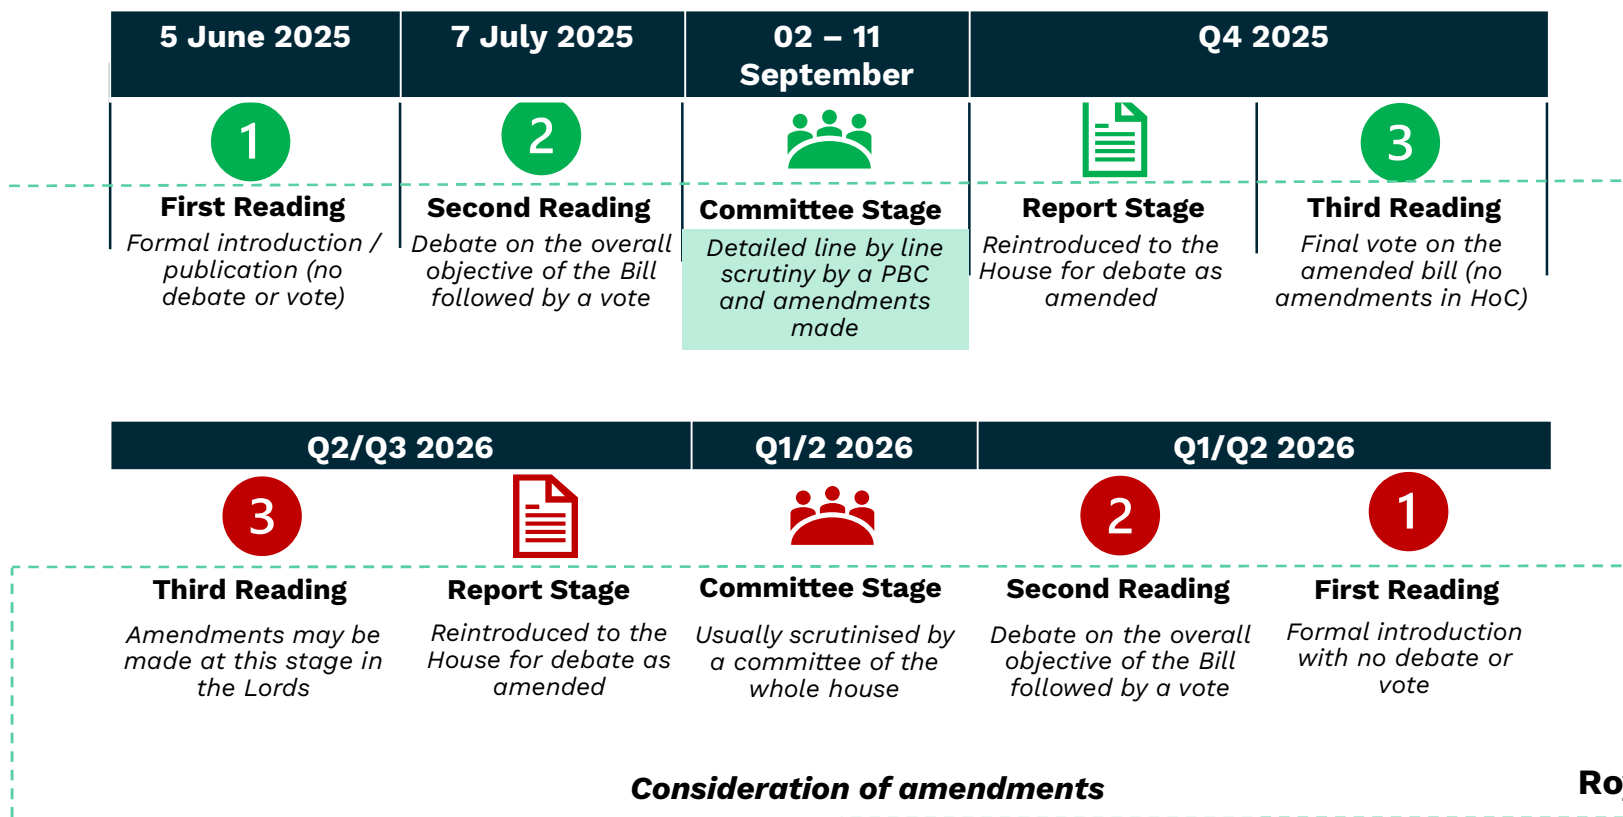 5 June 2025
7 July 2025
02 – 11
September
Q4 2025
1
2
3
First Reading
Formal introduction /
publication (no
debate or vote)
Second Reading
Debate on the overall
objective of the Bill
followed by a vote
Committee Stage
Detailed line by line
scrutiny by a PBC
and amendments
made
Report Stage
Reintroduced to the
House for debate as
amended
Third Reading
Final vote on the
amended bill (no
amendments in HoC)
Q2/Q3 2026
Q1/2 2026
Q1/Q2 2026
3
2
1
Third Reading
Amendments may be
made at this stage in
the Lords
Report Stage
Reintroduced to the
House for debate as
amended
Committee Stage
Usually scrutinised by
a committee of the
whole house
Second Reading
Debate on the overall
objective of the Bill
followed by a vote
First Reading
Formal introduction
with no debate or
vote
Consideration of amendments